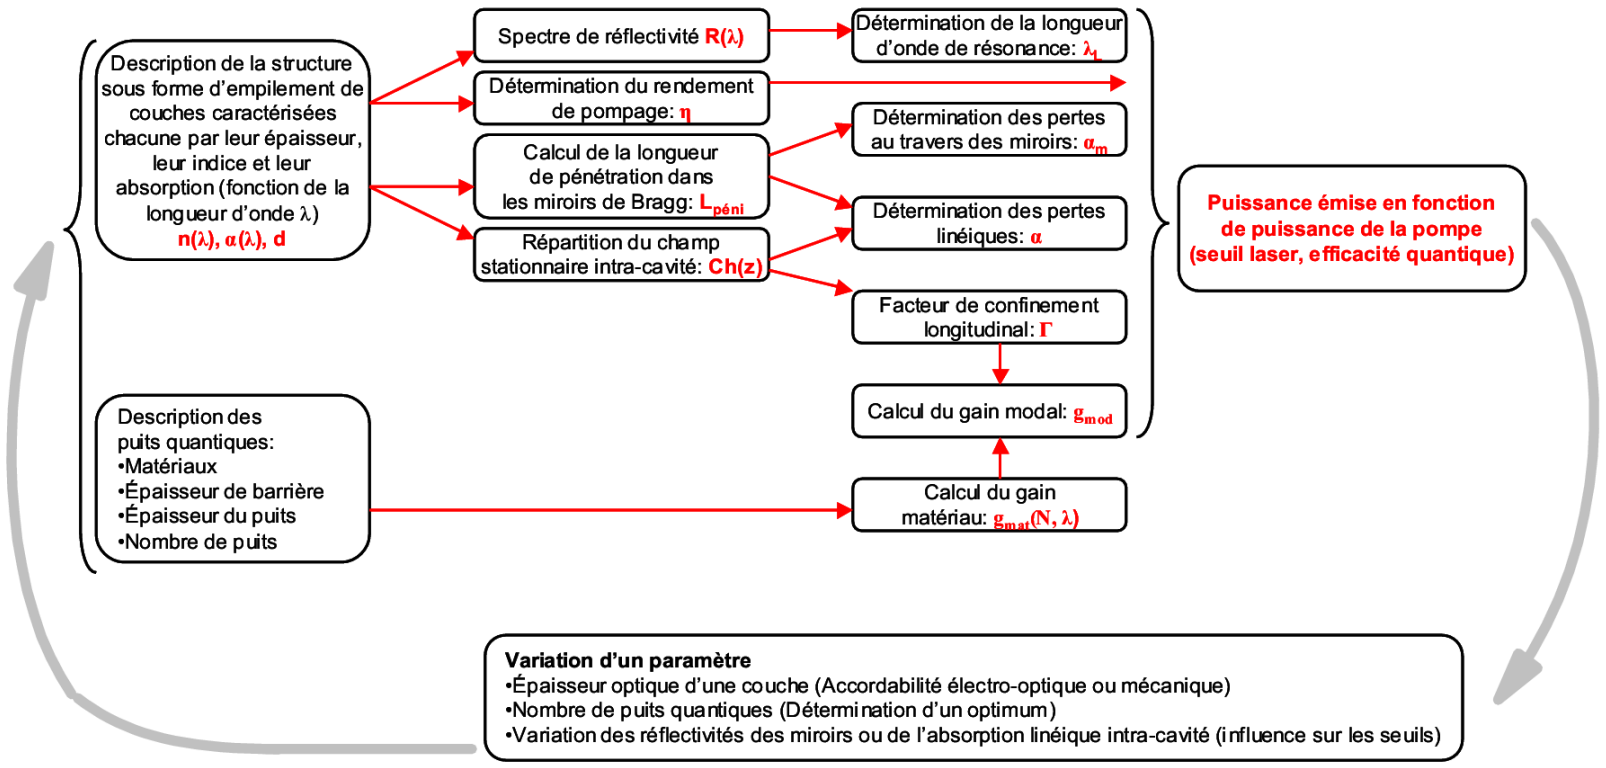 Description de la structure
sous forme d'empilement de
couches caractérisées
chacune par leur épaisseur,
leur indice et leur
absorption (fonction de la
longueur d'onde λ)
n(λ), α(λ), d
Spectre de réflectivité R(λ)
Détermination du rendement
de pompage: η
Calcul de la longueur
de pénétration dans
les miroirs de Bragg: Lpéni
Répartition du champ
stationnaire intra-cavité: Ch(z)
Détermination de la longueur
d'onde de résonance: λL
Détermination des pertes
au travers des miroirs: αm
Détermination des pertes
linéiques: α
Facteur de confinement
longitudinal: Γ
Calcul du gain modal: gmod
Calcul du gain
matériau: gmat(N, λ)
Puissance émise en fonction
de puissance de la pompe
(seuil laser, efficacité quantique)
Description des
puits quantiques:
•Matériaux
•Épaisseur de barrière
•Épaisseur du puits
•Nombre de puits
Variation d'un paramètre
•Épaisseur optique d'une couche (Accordabilité électro-optique ou mécanique)
•Nombre de puits quantiques (Détermination d'un optimum)
•Variation des réflectivités des miroirs ou de l'absorption linéique intra-cavité (influence sur les seuils)